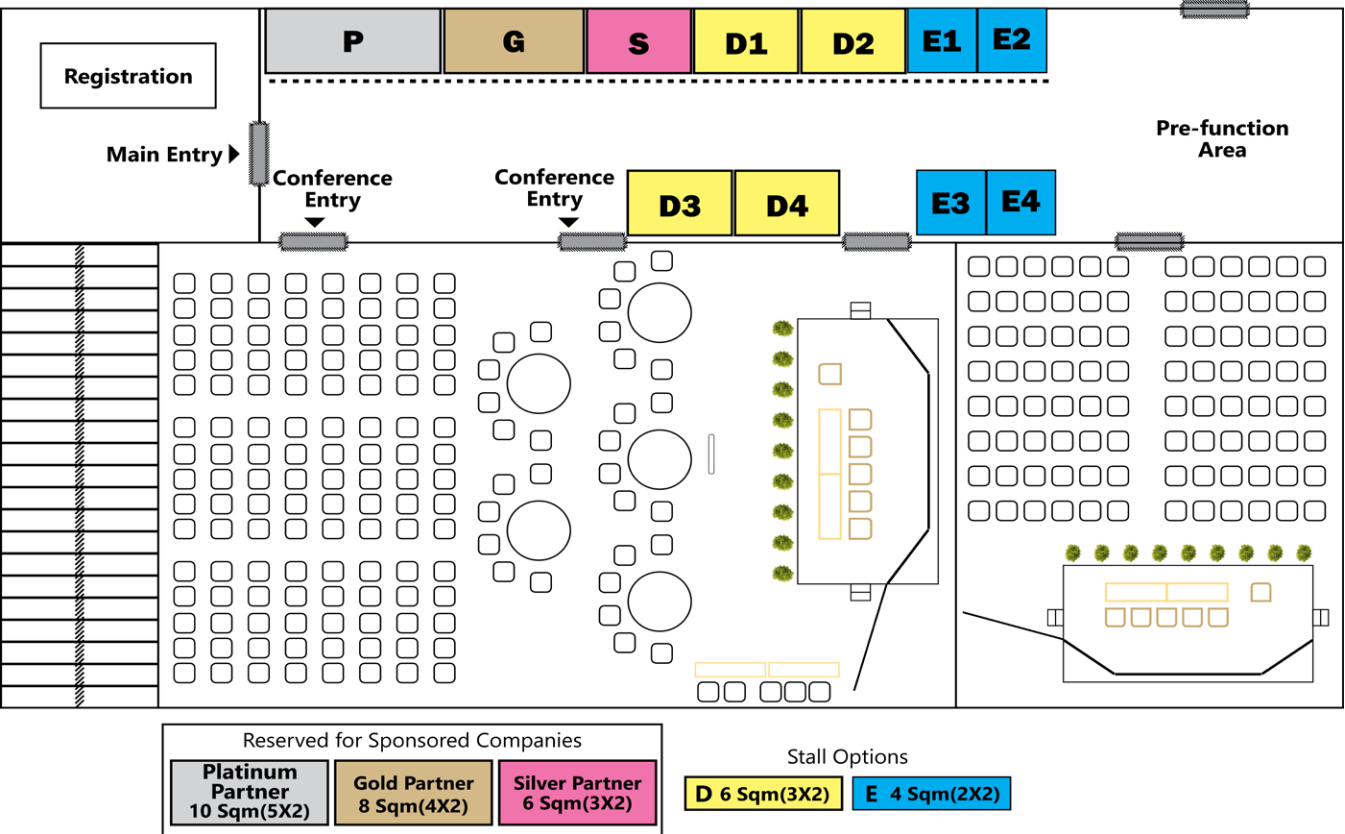 P
G
S
D1
D2
E1
E2
Registration
Main Entry
Pre-function
Area
Conference
Entry
Conference
Entry
D3
D4
E3
E4
Reserved for Sponsored Companies
Platinum
Partner
10 Sqm(5X2)
Gold Partner
8 Sqm(4X2)
Silver Partner
6 Sqm(3X2)
Stall Options
D 6 Sqm(3X2)
E 4 Sqm(2X2)